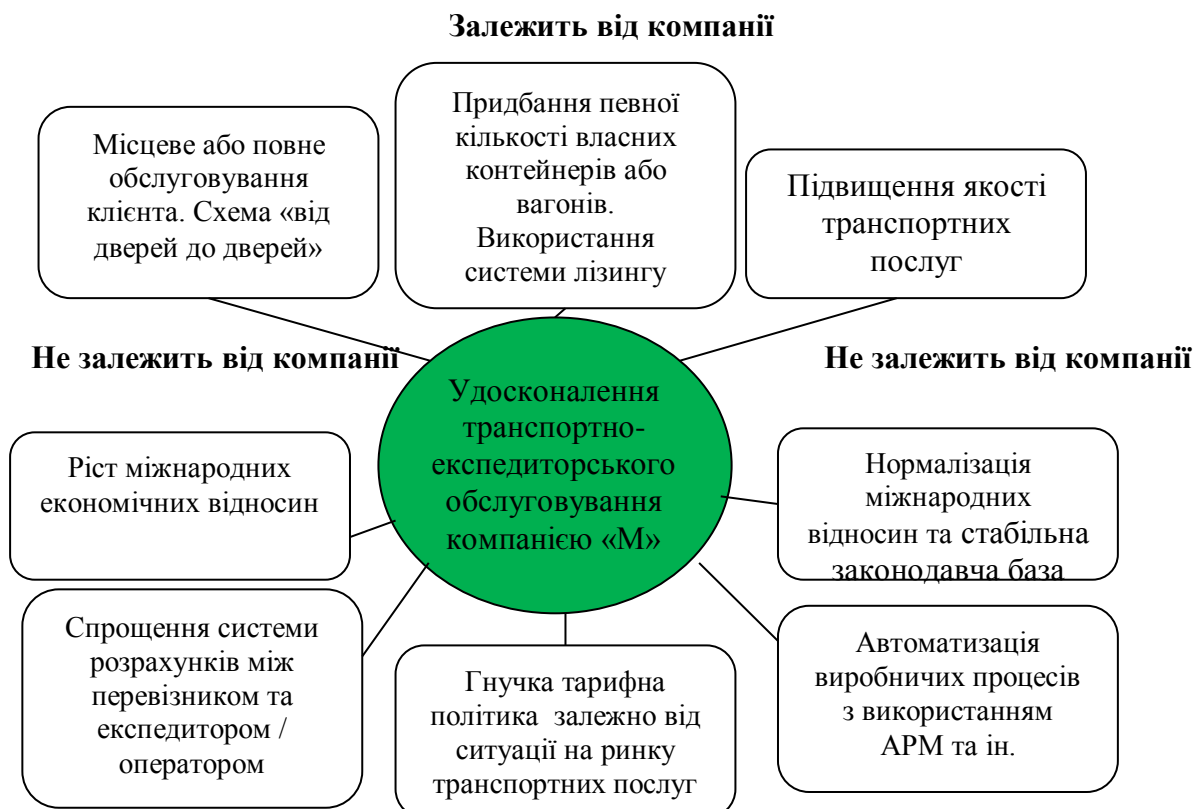 Залежить від компанії
Місцеве або повне
обслуговування
клієнта. Схема «від
дверей до дверей»
Придбання певної
кількості власних
контейнерів або
вагонів.
Використання
системи лізингу
Підвищення якості
транспортних
послуг
Не залежить від компанії
Не залежить від компанії
Удосконалення
транспортно-
експедиторського
обслуговування
компанією «М»
Ріст міжнародних
економічних відносин
Нормалізація
міжнародних
відносин та стабільна
законодавча база
Спрощення системи
розрахунків між
перевізником та
експедитором /
оператором
Гнучка тарифна
політика залежно від
ситуації на ринку
транспортних послуг
Автоматизація
виробничих процесів
з використанням
АРМ та ін.